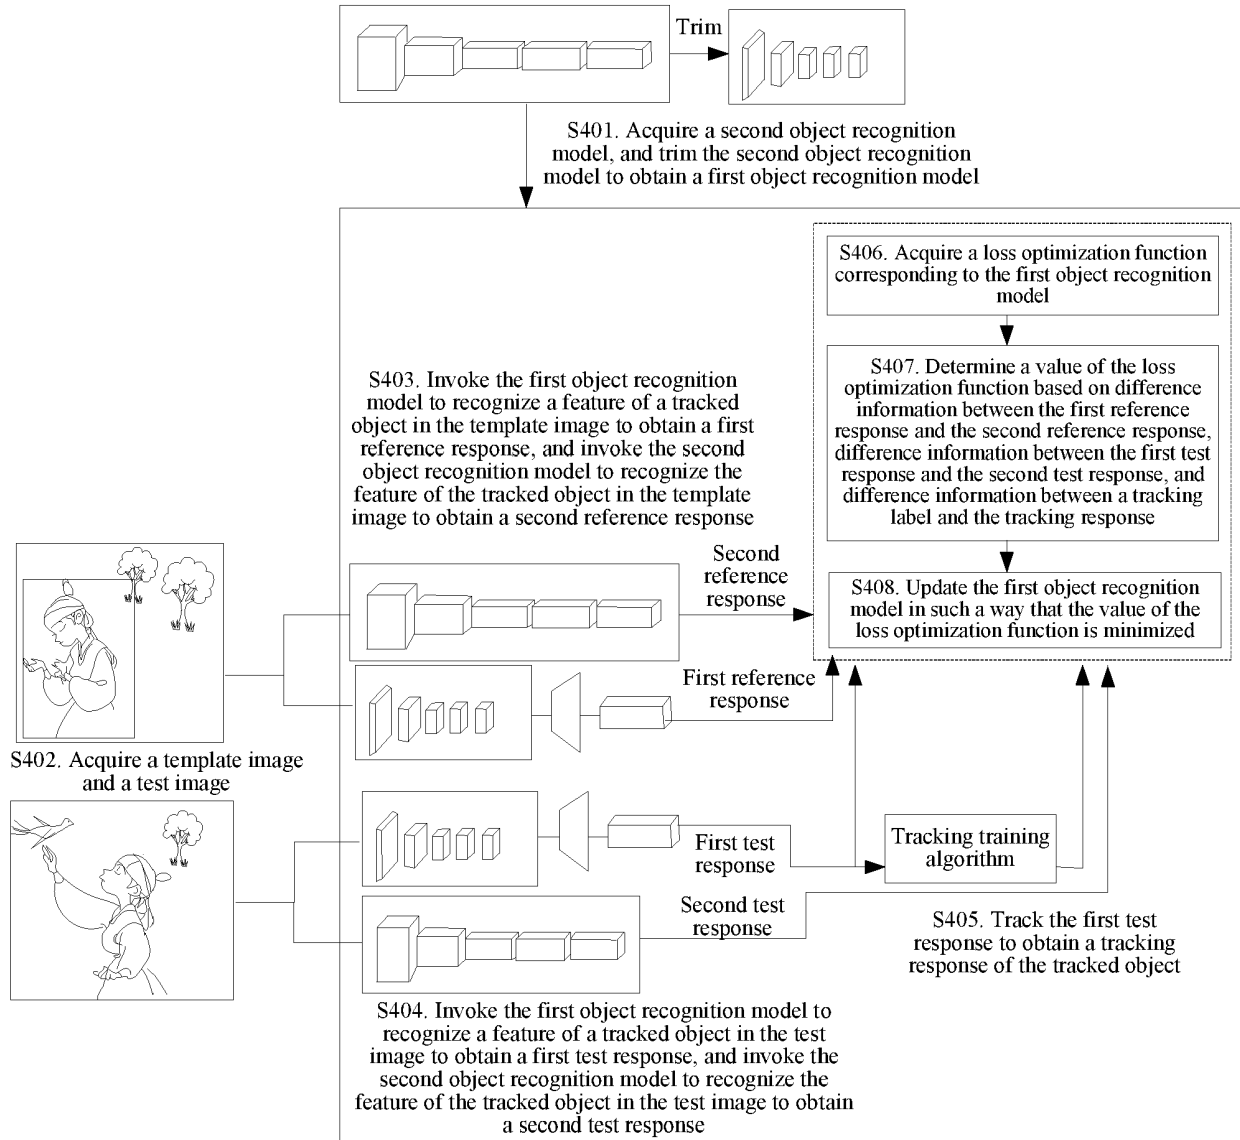 Trim
S401. Acquire a second object recognition
model, and trim the second object recognition
model to obtain a first object recognition model
S406. Acquire a loss optimization function
corresponding to the first object recognition
model
S407. Determine a value of the loss
optimization function based on difference
information between the first reference
response and the second reference response,
difference information between the first test
response and the second test response, and
difference information between a tracking
label and the tracking response
S408. Update the first object recognition
model in such a way that the value of the
loss optimization function is minimized
S403. Invoke the first object recognition
model to recognize a feature of a tracked
object in the template image to obtain a first
reference response, and invoke the second
object recognition model to recognize the
feature of the tracked object in the template
image to obtain a second reference response
Second
reference
response
First reference
response
S402. Acquire a template image
and a test image
First test
response
Tracking training
algorithm
Second test
response
S405. Track the first test
response to obtain a tracking
response of the tracked object
S404. Invoke the first object recognition model to
recognize a feature of a tracked object in the test
image to obtain a first test response, and invoke the
second object recognition model to recognize the
feature of the tracked object in the test image to obtain
a second test response